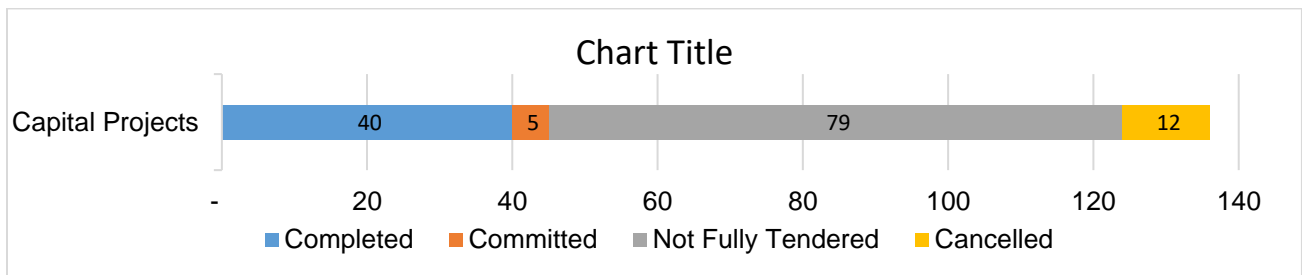 Chart Title
Capital Projects
40 5 79 12
- 20 40 60 80 100 120 140
Completed Committed Not Fully Tendered Cancelled